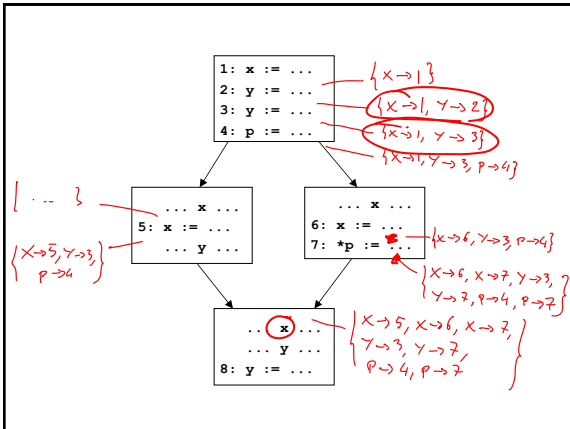 1: x := ...
2: y := ...
3: y := ...
4: p := ...
{x→1}
{x→1, y→2}
{x→1, y→3}
{x→1, y→3, p→4}
{ ... }
{x→5, y→3,
p→4}
... x ...
5: x := ...
... y ...
... x ...
6: x := ...
7: *p := ...
{x→6, y→3, p→4}
{x→6, x→7, y→3,
y→7, p→4, p→7}
... x ...
... y ...
8: y := ...
{x→5, x→6, x→7,
y→3, y→7,
p→4, p→7}